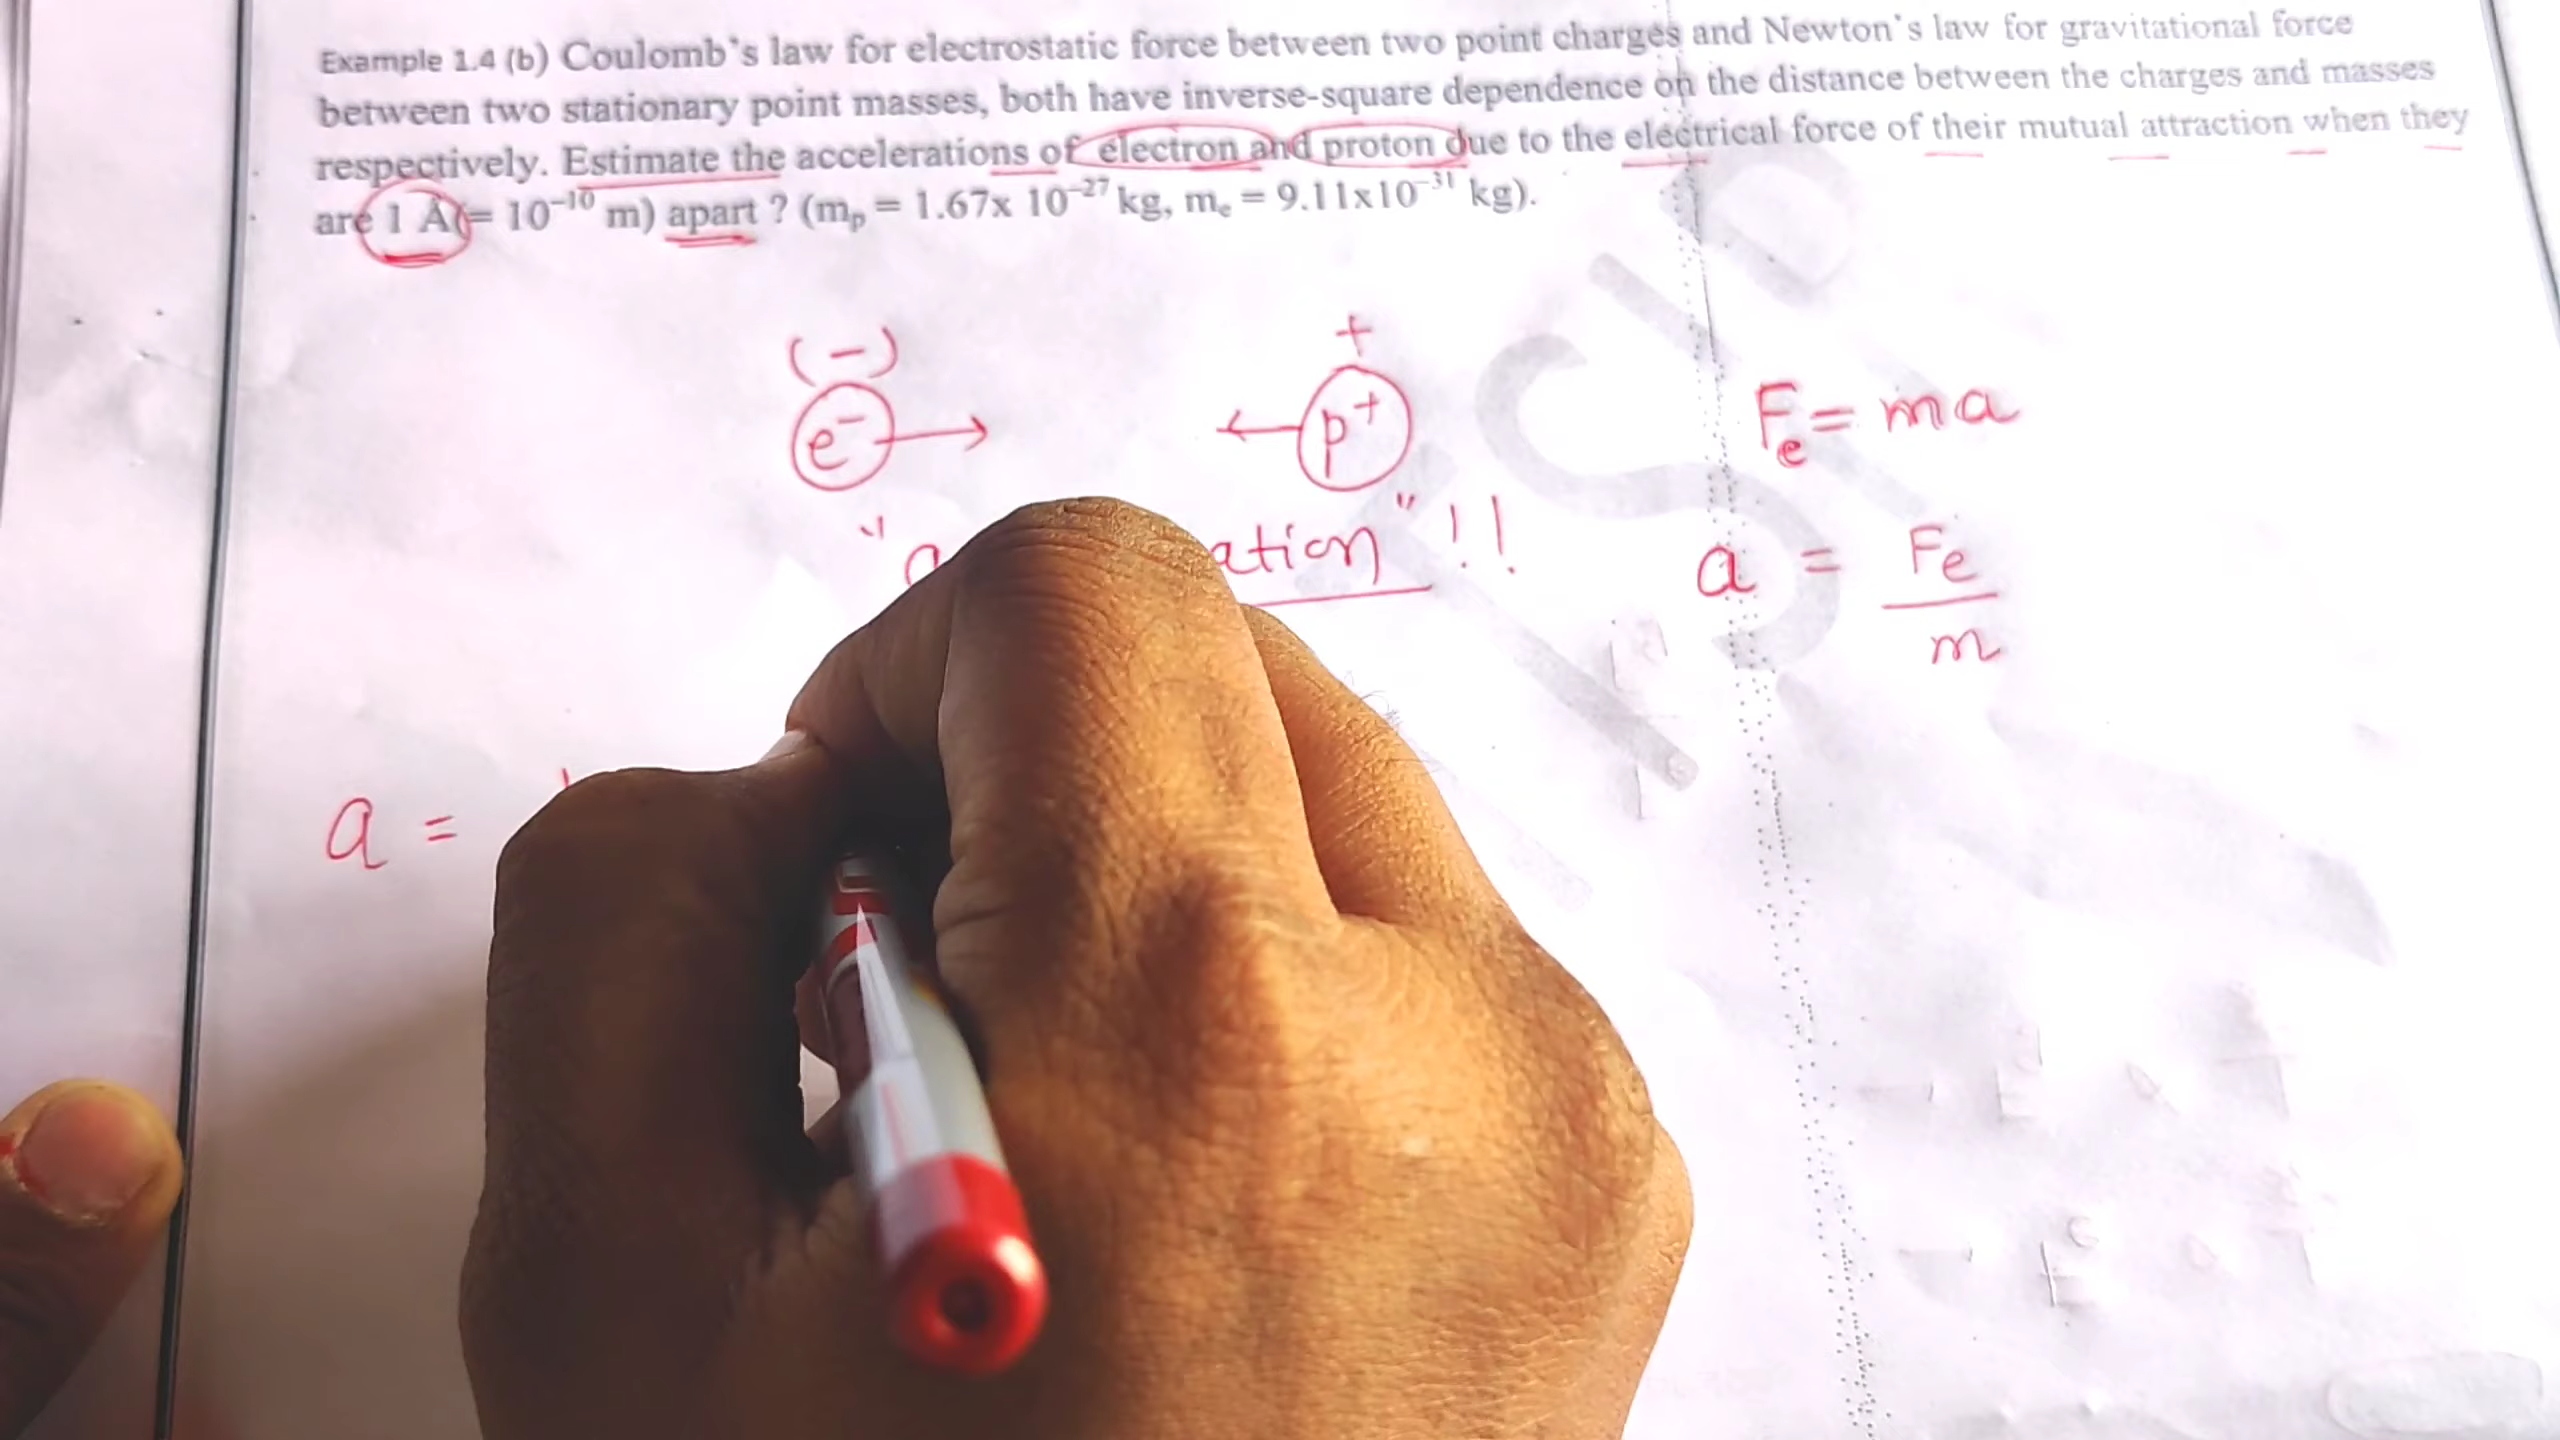 Example 1.4 (b) Coulomb's law for electrostatic force between two point charges and Newton's law for gravitational force
between two stationary point masses, both have inverse-square dependence on the distance between the charges and masses
respectively. Estimate the accelerations of electron and proton due to the electrical force of their mutual attraction when they
are 1 Å(= 10⁻¹⁰ m) apart ? (mₚ = 1.67x 10⁻²⁷ kg, mₑ = 9.11x10⁻³¹ kg).
(-) +
e⁻ p⁺
Fₑ = ma
ation" !!
a = Fe
m
a =